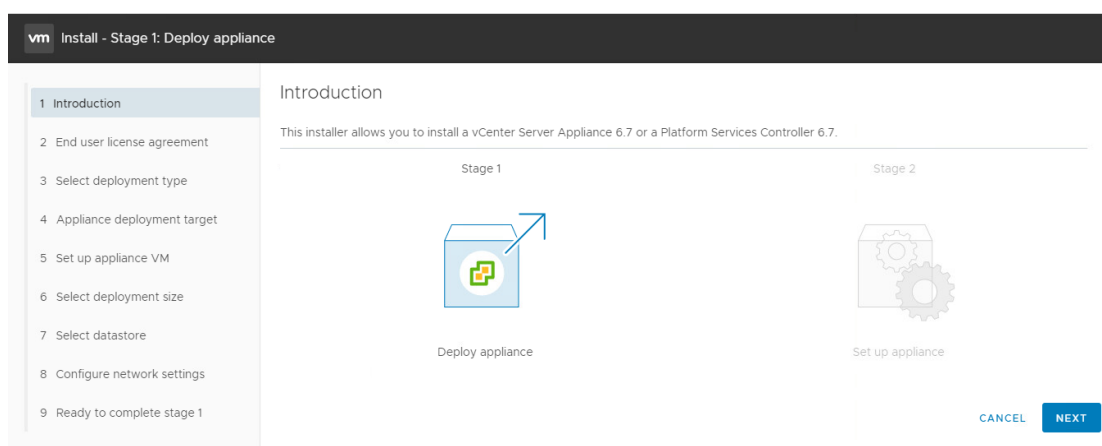 vm Install - Stage 1: Deploy appliance
1 Introduction
2 End user license agreement
3 Select deployment type
4 Appliance deployment target
5 Set up appliance VM
6 Select deployment size
7 Select datastore
8 Configure network settings
9 Ready to complete stage 1
Introduction
This installer allows you to install a vCenter Server Appliance 6.7 or a Platform Services Controller 6.7.
Stage 1
Stage 2
Deploy appliance
Set up appliance
CANCEL
NEXT